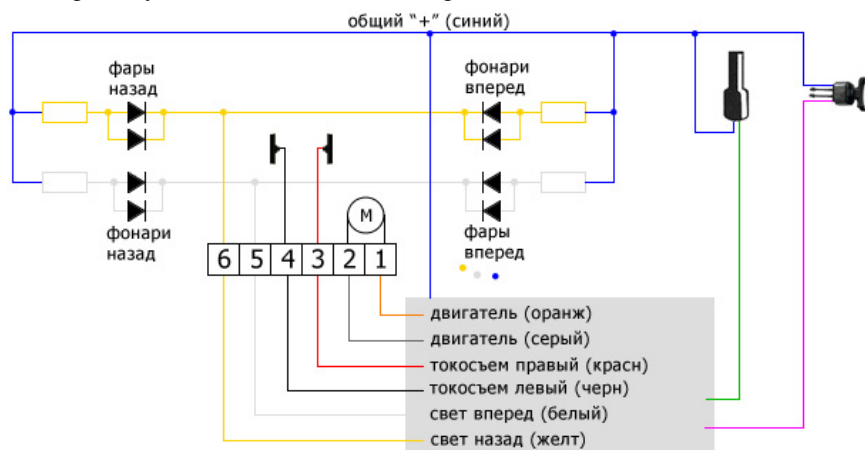 общий “+” (синий)
фары
назад
фонари
вперед
M
фонари
назад
фары
вперед
6 5 4 3 2 1
двигатель (оранж)
двигатель (серый)
токосъем правый (красн)
токосъем левый (черн)
свет вперед (белый)
свет назад (желт)